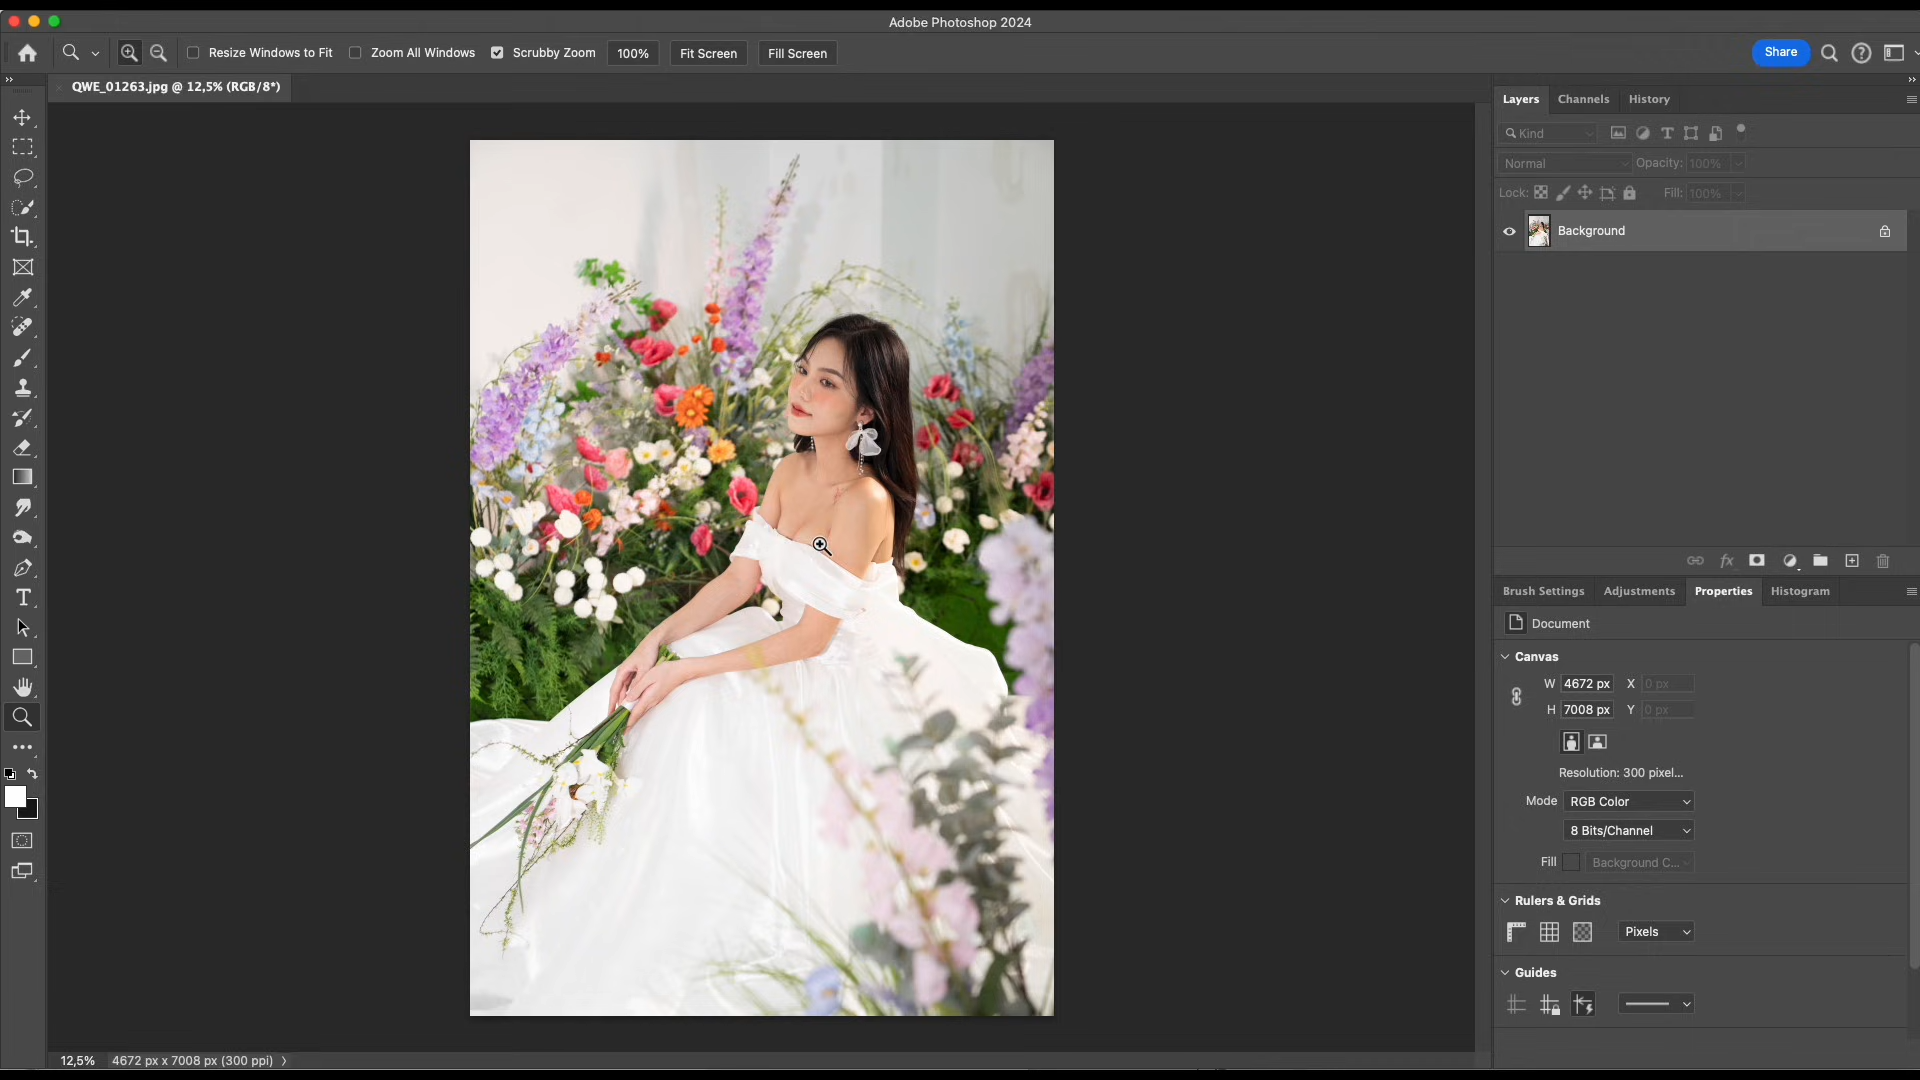 Adobe Photoshop 2024
Resize Windows to Fit Zoom All Windows Scrubby Zoom 100% Fit Screen Fill Screen Share
QWE_01263.jpg @ 12,5% (RGB/8*)
Layers Channels History
Kind
Normal Opacity: 100%
Lock: Fill: 100%
Background
Brush Settings Adjustments Properties Histogram
Document
Canvas
W 4672 px X 0 px
H 7008 px Y 0 px
Resolution: 300 pixel...
Mode RGB Color
8 Bits/Channel
Fill Background C...
Rulers & Grids
Pixels
Guides
12,5% 4672 px x 7008 px (300 ppi)